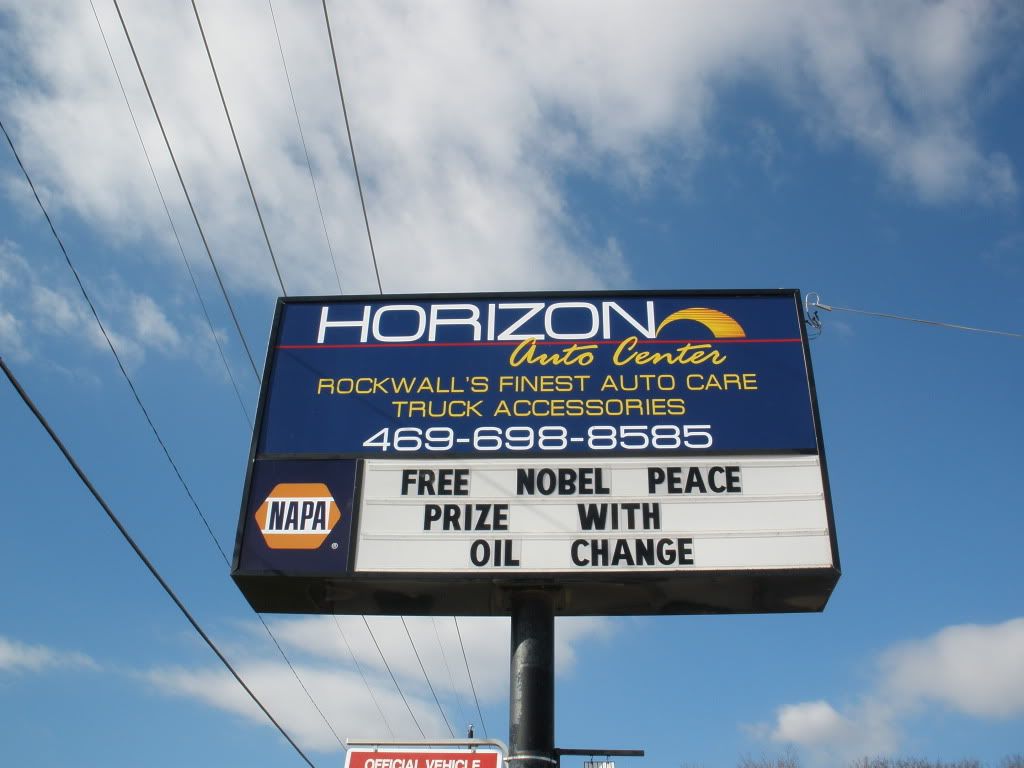 HORIZON
Auto Center
ROCKWALL'S FINEST AUTO CARE
TRUCK ACCESSORIES
469-698-8585
NAPA
®
FREE NOBEL PEACE
PRIZE WITH
OIL CHANGE
OFFICIAL VEHICLE